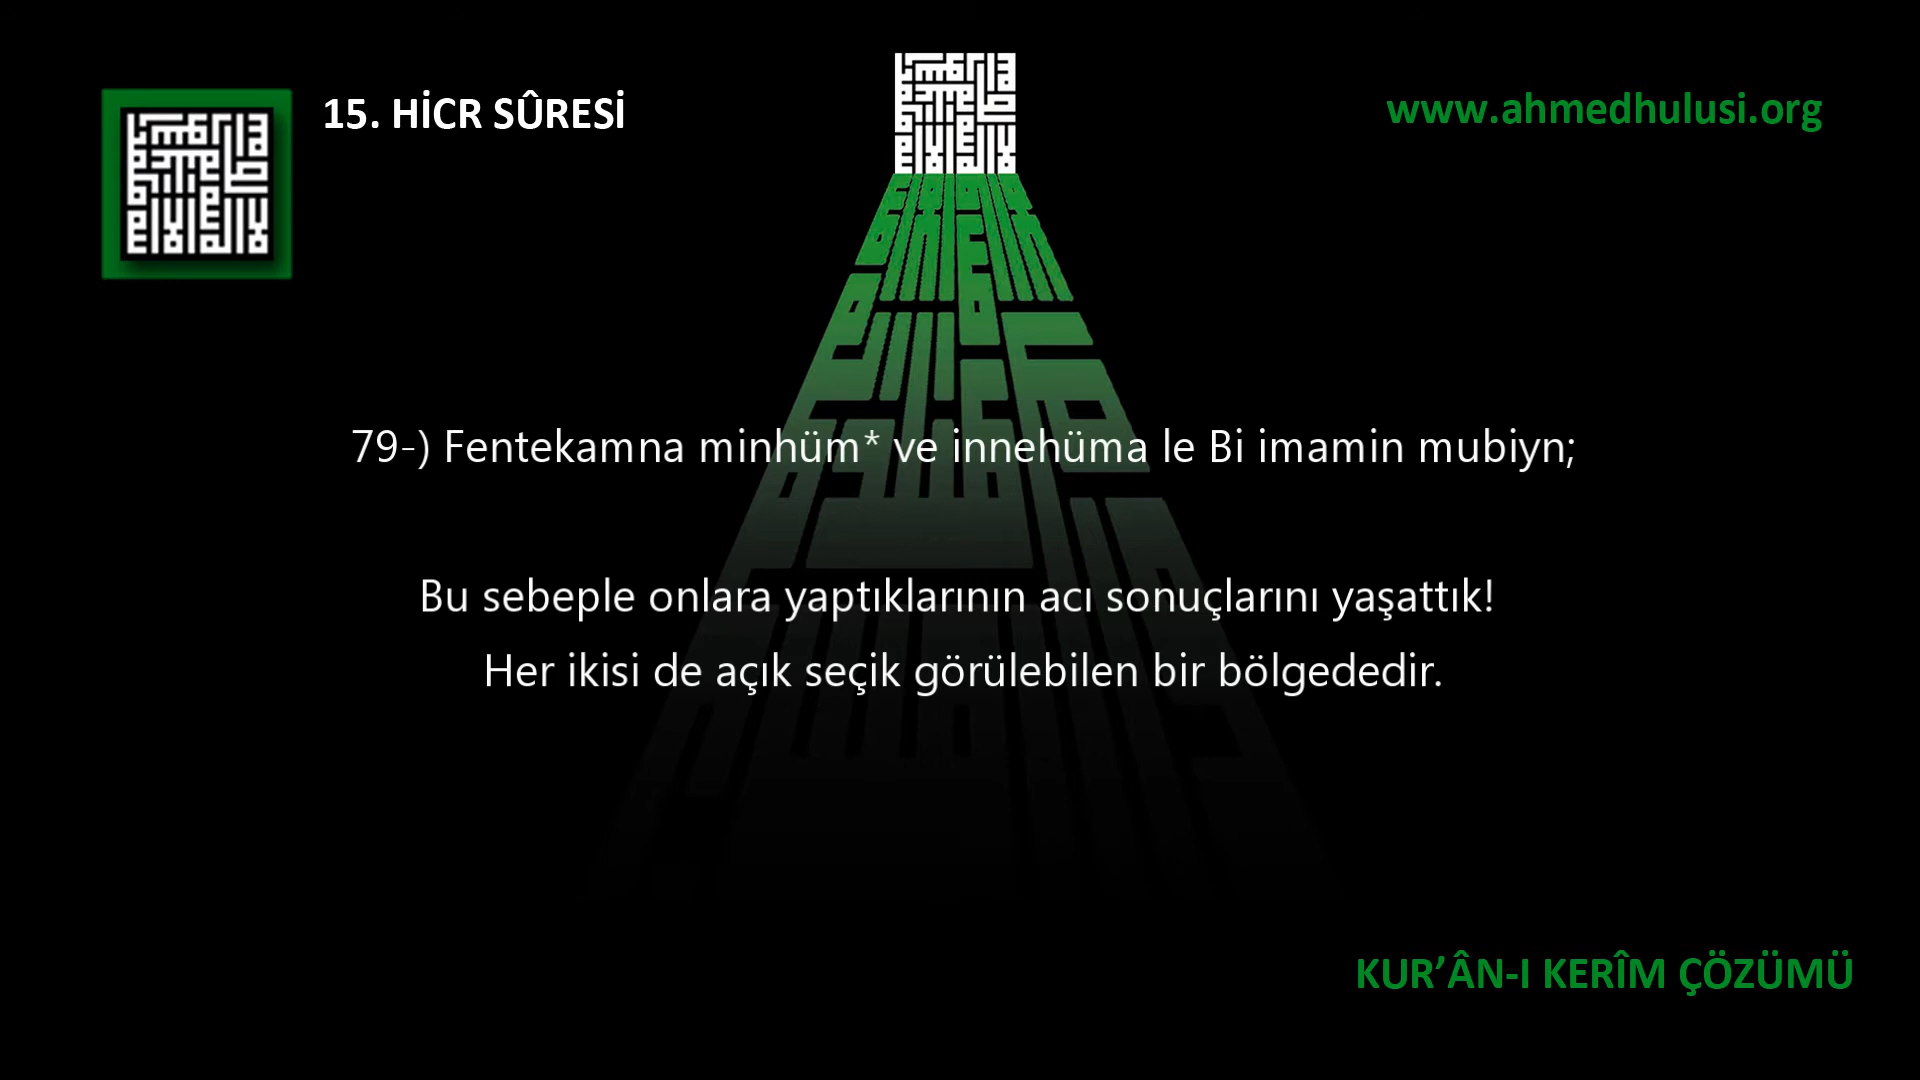 15. HİCR SÛRESİ
www.ahmedhulusi.org
79-) Fentekamna minhüm* ve innehüma le Bi imamin mubiyn;
Bu sebeple onlara yaptıklarının acı sonuçlarını yaşattık!
Her ikisi de açık seçik görülebilen bir bölgededir.
KUR’ÂN-I KERÎM ÇÖZÜMÜ